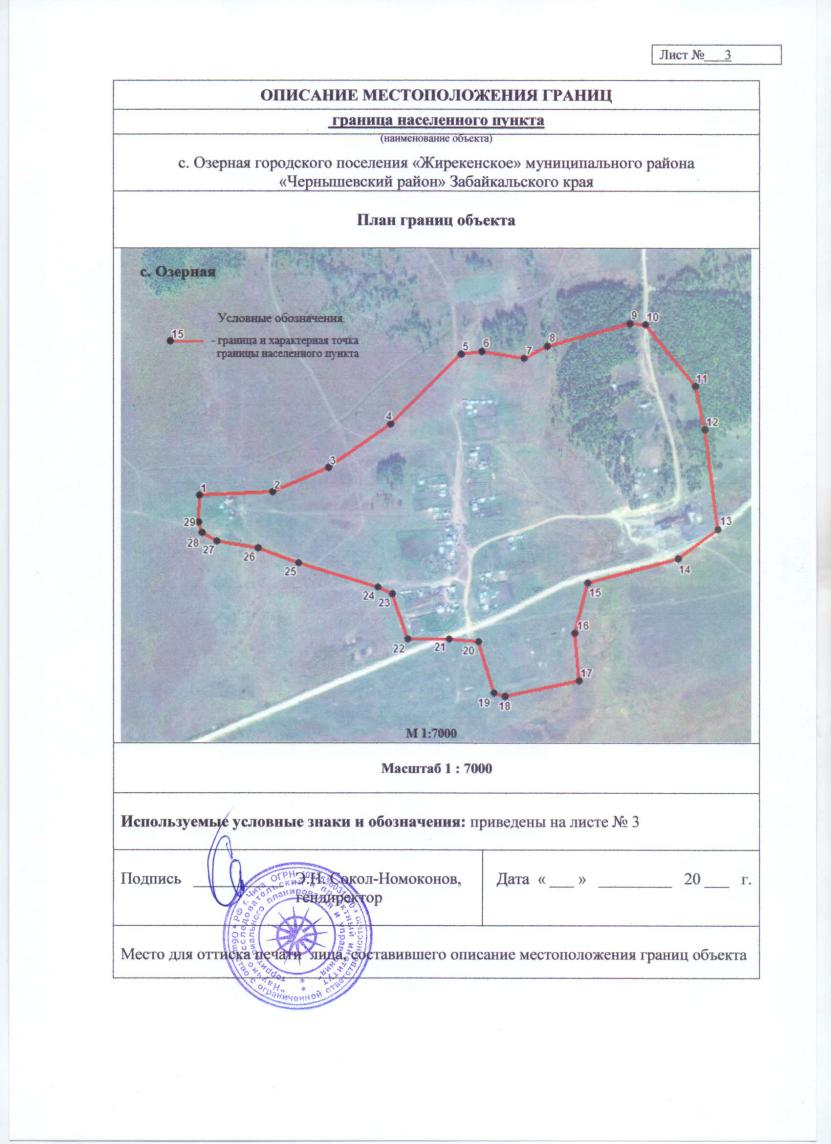 Лист № 3
ОПИСАНИЕ МЕСТОПОЛОЖЕНИЯ ГРАНИЦ
граница населенного пункта
(наименование объекта)
с. Озерная городского поселения «Жирекенское» муниципального района
«Чернышевский район» Забайкальского края
План границ объекта
с. Озерная
Условные обозначения
15
- граница и характерная точка
границы населенного пункта
1
2
3
4
5
6
7
8
9
10
11
12
13
14
15
16
17
18
19
20
21
22
23
24
25
26
27
28
29
М 1:7000
Масштаб 1 : 7000
Используемые условные знаки и обозначения: приведены на листе № 3
Подпись ________ Э.Н. Сокол-Номоконов,
гендиректор
Дата « ___ » _________ 20 ___ г.
Место для оттиска печати лица, составившего описание местоположения границ объекта